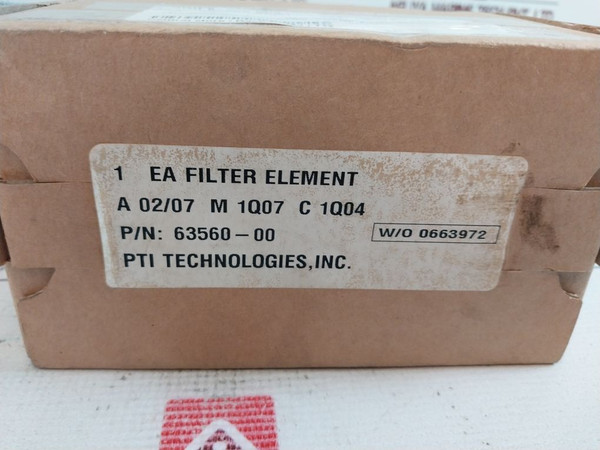 1 EA FILTER ELEMENT
A 02/07 M 1Q07 C 1Q04
P/N: 63560-00
W/O 0663972
PTI TECHNOLOGIES, INC.